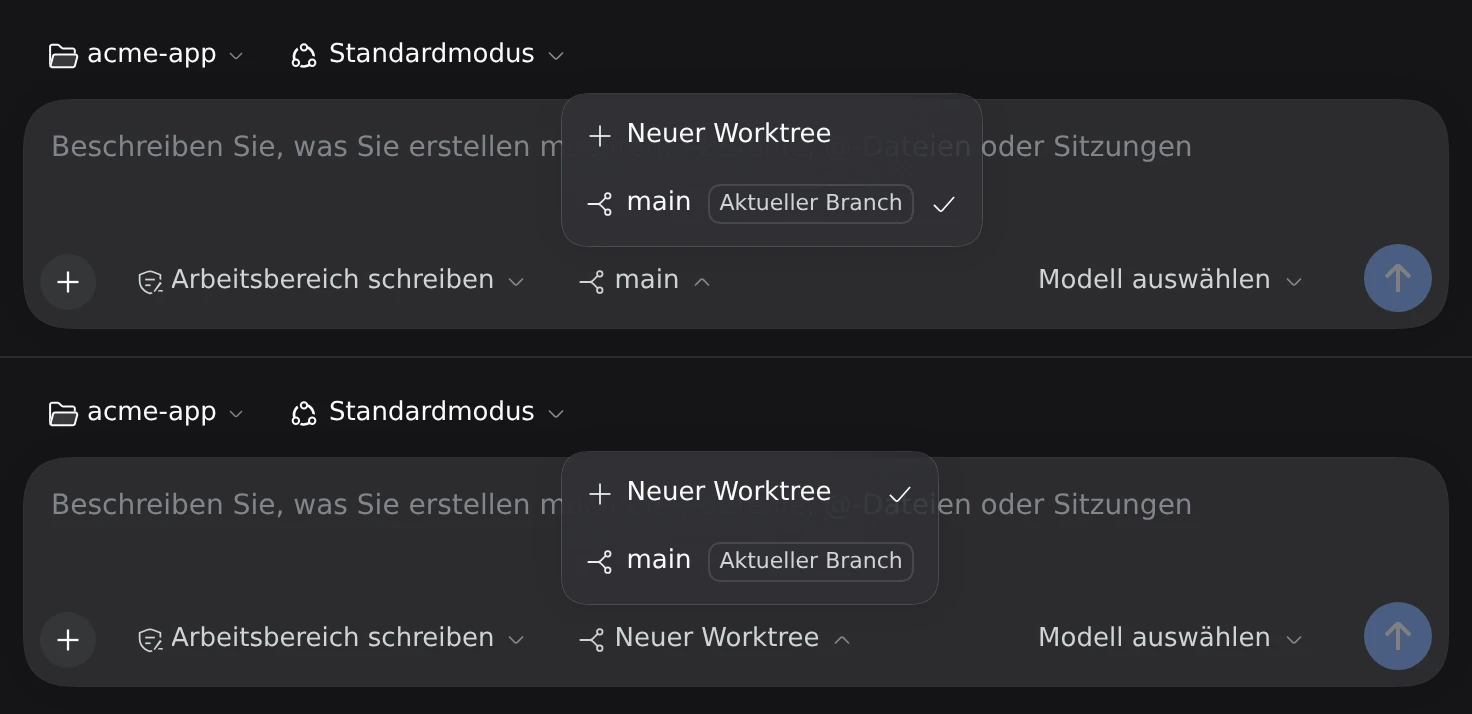 acme-app Standardmodus
Neuer Worktree
Beschreiben Sie, was Sie erstellen oder Sitzungen
main Aktueller Branch
Arbeitsbereich schreiben main Modell auswählen
acme-app Standardmodus
Neuer Worktree
Beschreiben Sie, was Sie erstellen @-Dateien oder Sitzungen
main Aktueller Branch
Arbeitsbereich schreiben Neuer Worktree Modell auswählen